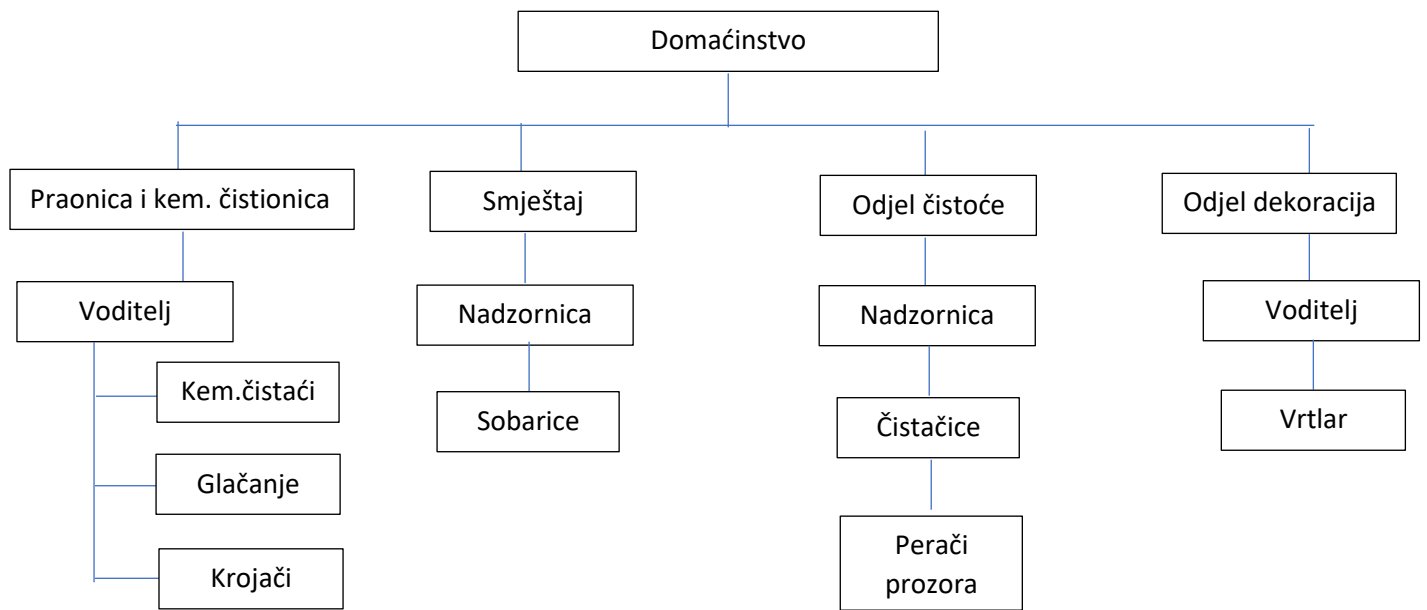 Domaćinstvo
Praonica i kem. čistionica
Smještaj
Odjel čistoće
Odjel dekoracija
Voditelj
Nadzornica
Nadzornica
Voditelj
Kem.čistaći
Sobarice
Čistačice
Vrtlar
Glačanje
Krojači
Perači
prozora